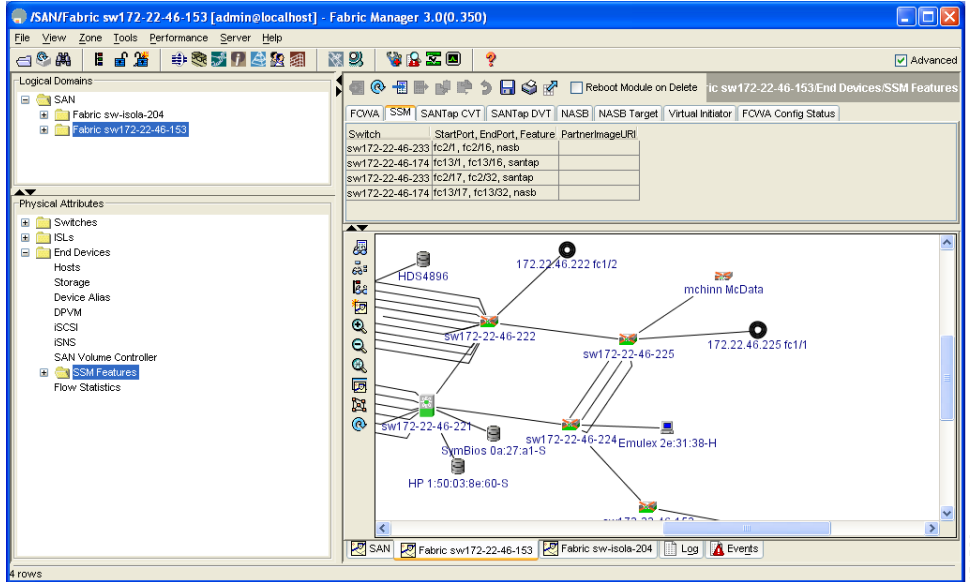 /SAN/Fabric sw172-22-46-153 [admin@localhost] - Fabric Manager 3.0(0.350)
File View Zone Tools Performance Server Help
Advanced
Logical Domains
SAN
Fabric sw-isola-204
Fabric sw172-22-46-153
Physical Attributes
Switches
ISLs
End Devices
Hosts
Storage
Device Alias
DPVM
iSCSI
iSNS
SAN Volume Controller
SSM Features
Flow Statistics
Reboot Module on Delete
ric sw172-22-46-153/End Devices/SSM Features
FCWA SSM SANTap CVT SANTap DVT NASB NASB Target Virtual Initiator FCWA Config Status
Switch StartPort, EndPort, Feature PartnerImageURI
sw172-22-46-233 fc2/1, fc2/16, nasb
sw172-22-46-174 fc13/1, fc13/16, santap
sw172-22-46-233 fc2/17, fc2/32, santap
sw172-22-46-174 fc13/17, fc13/32, nasb
HDS4896
172.22.46.222 fc1/2
mchinn McData
sw172-22-46-222
sw172-22-46-225
172.22.46.225 fc1/1
sw172-22-46-221
SymBios 0a:27:a1-S
sw172-22-46-224
Emulex 2e:31:38-H
HP 1:50:03:8e:60-S
SAN Fabric sw172-22-46-153 Fabric sw-isola-204 Log Events
4 rows